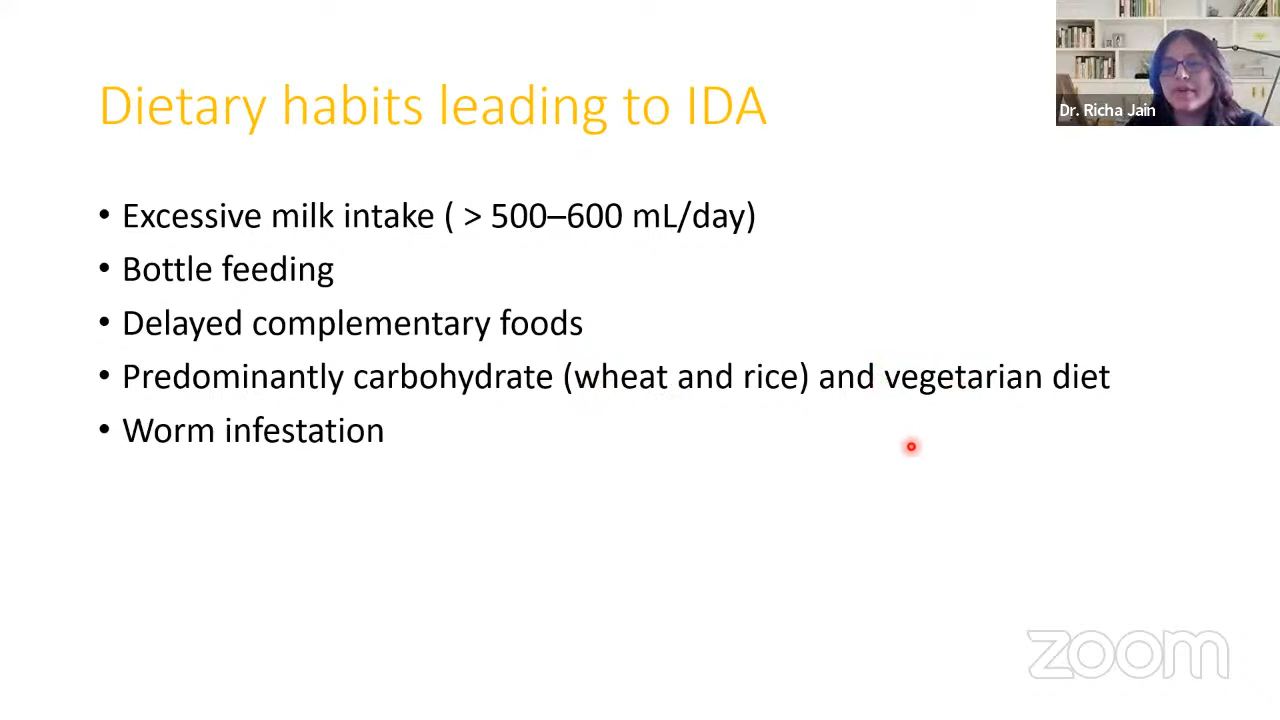 Dr. Richa Jain
Dietary habits leading to IDA
• Excessive milk intake ( > 500–600 mL/day)
• Bottle feeding
• Delayed complementary foods
• Predominantly carbohydrate (wheat and rice) and vegetarian diet
• Worm infestation
zoom